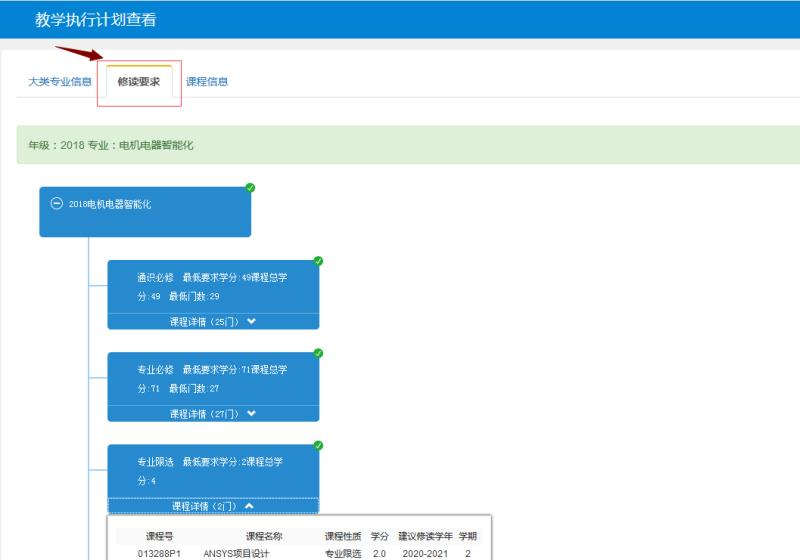 教学执行计划查看
大类专业信息 修读要求 课程信息
年级：2018 专业：电机电器智能化
2018电机电器智能化
通识必修 最低要求学分:49课程总学
分:49 最低门数:29
课程详情（25门）
专业必修 最低要求学分:71课程总学
分:71 最低门数:27
课程详情（27门）
专业限选 最低要求学分:2课程总学
分:4
课程详情（2门）
课程号 课程名称 课程性质 学分 建议修读学年 学期
013288P1 ANSYS项目设计 专业限选 2.0 2020-2021 2